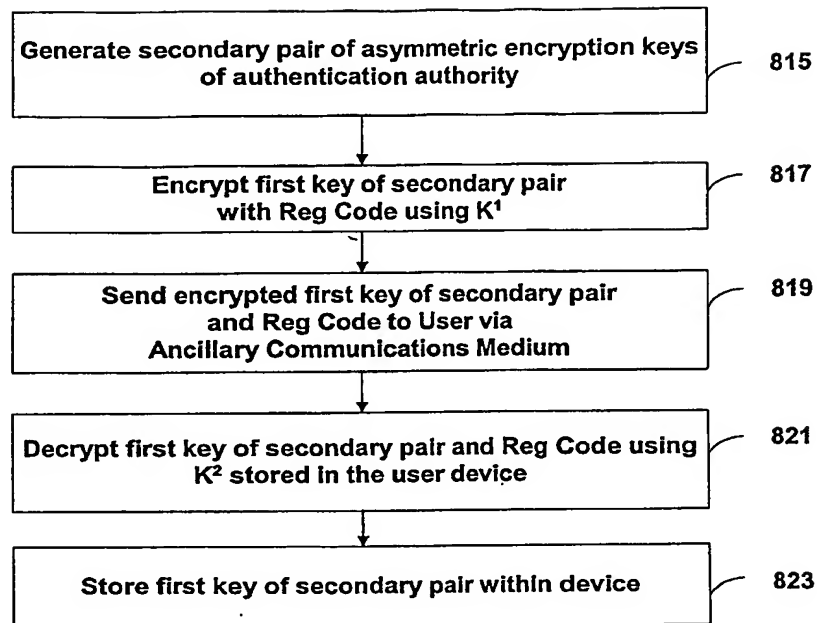 Generate secondary pair of asymmetric encryption keys
of authentication authority
815
Encrypt first key of secondary pair
with Reg Code using K¹
817
Send encrypted first key of secondary pair
and Reg Code to User via
Ancillary Communications Medium
819
Decrypt first key of secondary pair and Reg Code using
K² stored in the user device
821
Store first key of secondary pair within device
823